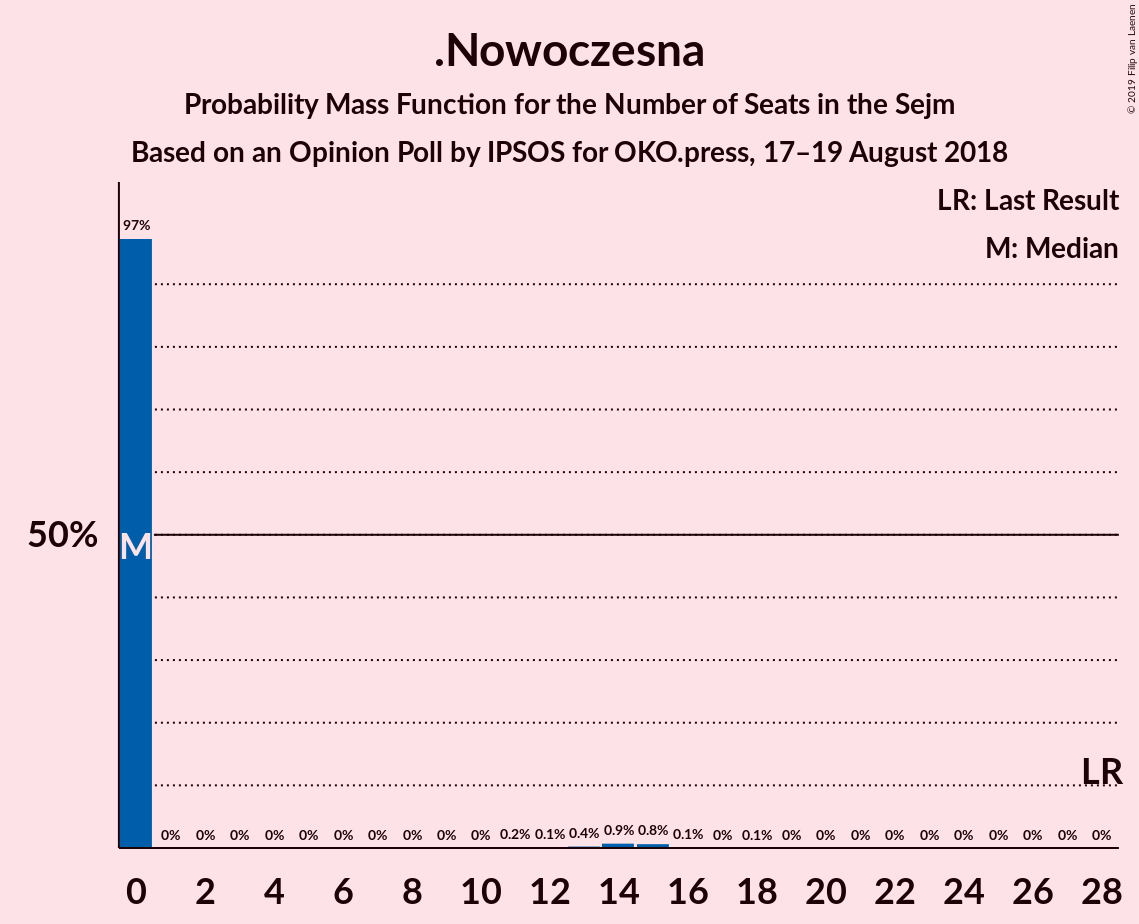 .Nowoczesna
Probability Mass Function for the Number of Seats in the Sejm
Based on an Opinion Poll by IPSOS for OKO.press, 17–19 August 2018
© 2019 Filip van Laenen
LR: Last Result
M: Median
97%
50%
M
LR
0% 0% 0% 0% 0% 0% 0% 0% 0% 0% 0.2% 0.1% 0.4% 0.9% 0.8% 0.1% 0% 0.1% 0% 0% 0% 0% 0% 0% 0% 0% 0% 0%
0 2 4 6 8 10 12 14 16 18 20 22 24 26 28